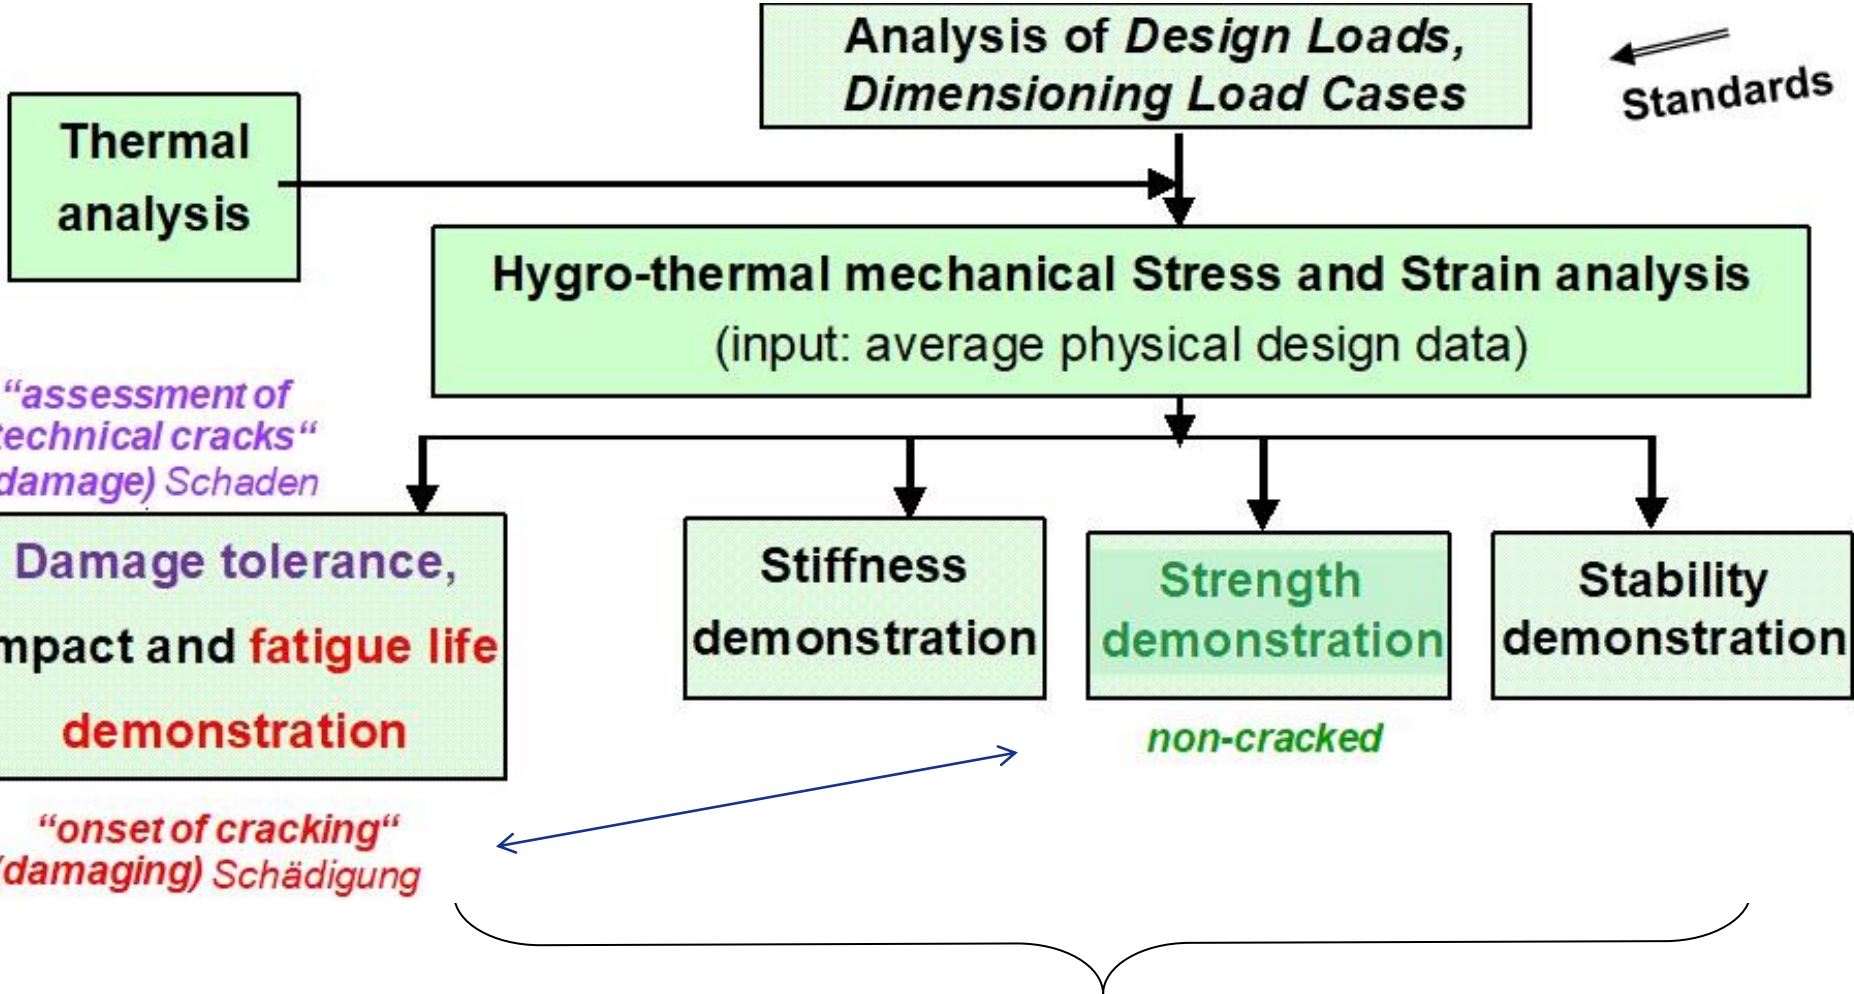 Analysis of Design Loads,
Dimensioning Load Cases
Standards
Thermal
analysis
Hygro-thermal mechanical Stress and Strain analysis
(input: average physical design data)
“assessment of
technical cracks“
damage) Schaden
Damage tolerance,
mpact and fatigue life
demonstration
Stiffness
demonstration
Strength
demonstration
Stability
demonstration
non-cracked
“onset of cracking“
(damaging) Schädigung